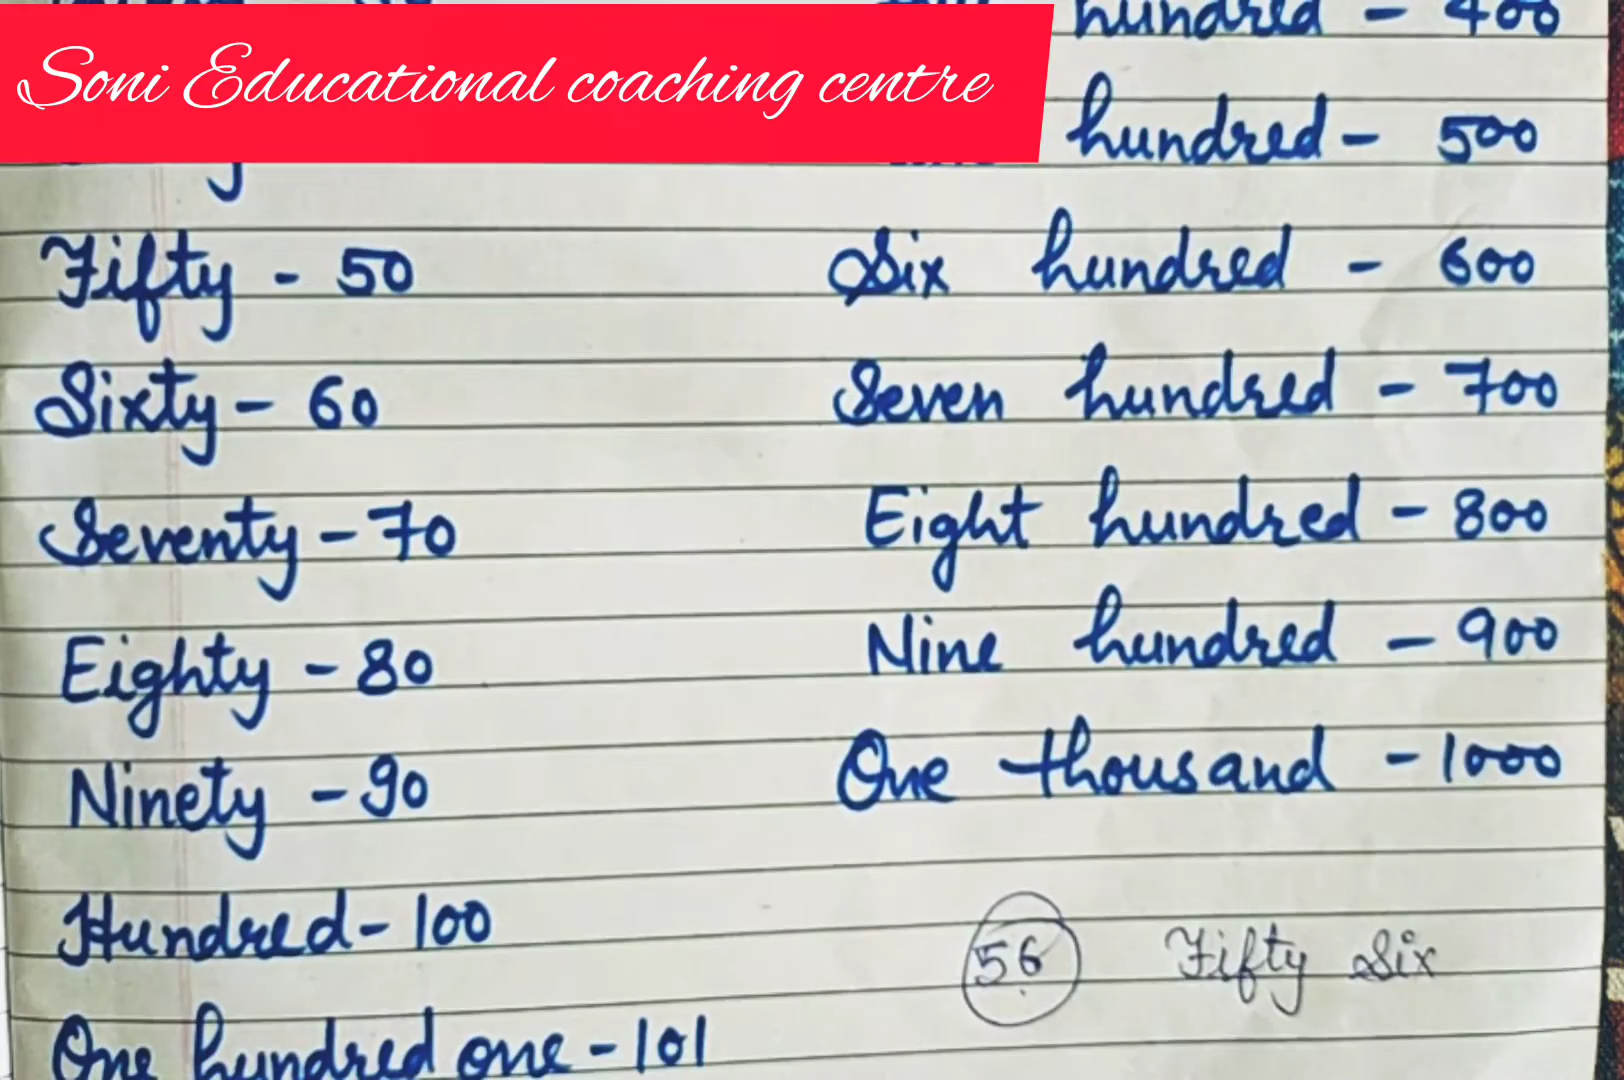 Soni Educational coaching centre
hundred - 400
hundred - 500
Fifty - 50
Six hundred - 600
Sixty - 60
Seven hundred - 700
Seventy - 70
Eight hundred - 800
Eighty - 80
Nine hundred - 900
Ninety - 90
One thousand - 1000
Hundred - 100
56 Fifty Six
One hundred one - 101